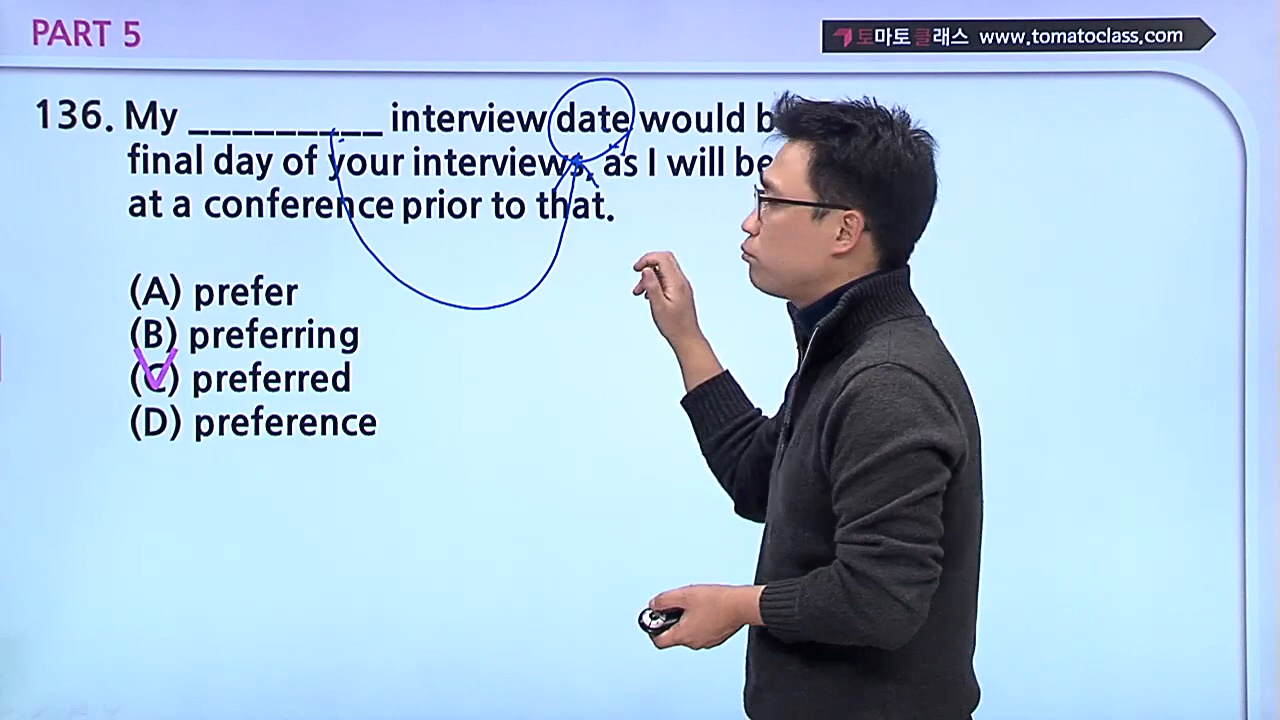 PART 5
토마토클래스 www.tomatoclass.com
136. My _________ interview date would b
final day of your interviews, as I will be
at a conference prior to that.
(A) prefer
(B) preferring
(C) preferred
(D) preference